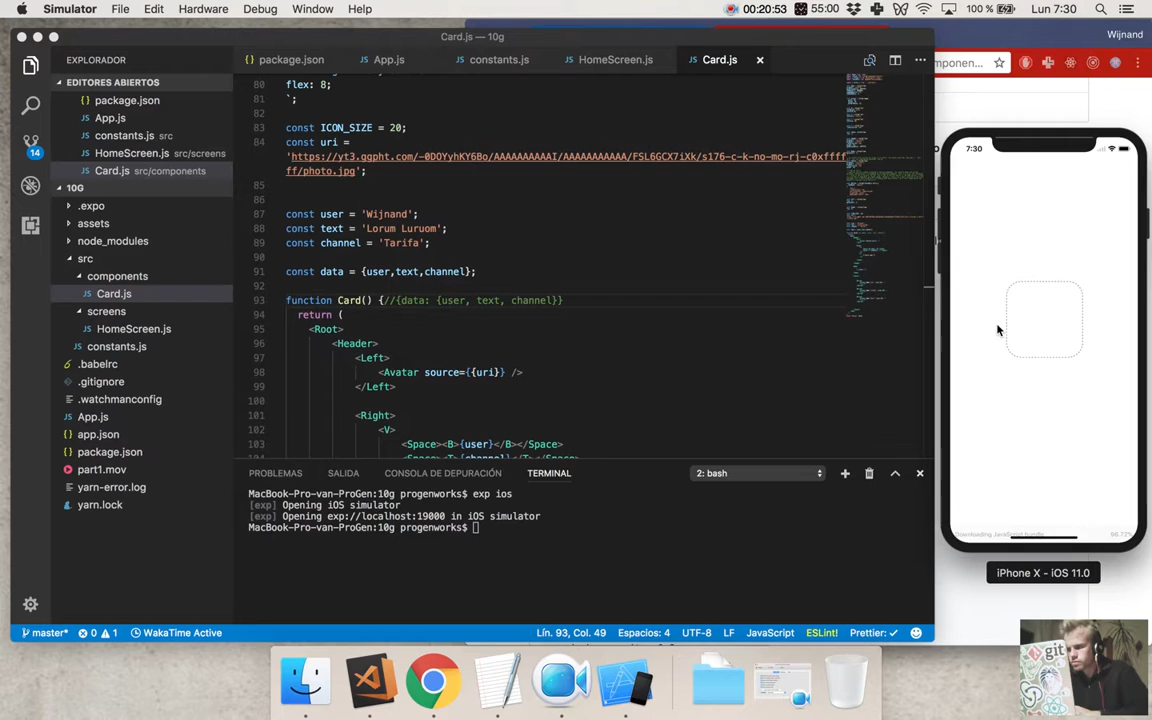 Simulator File Edit Hardware Debug Window Help 00:20:53 55:00 100 % Lun 7:30
Card.js — 10g
Wijnand
EXPLORADOR
package.json App.js constants.js HomeScreen.js Card.js
mponen...
EDITORES ABIERTOS
package.json
App.js
constants.js src
HomeScreen.js src/screens
Card.js src/components
14
10G
.expo
assets
node_modules
src
components
Card.js
screens
HomeScreen.js
constants.js
.babelrc
.gitignore
.watchmanconfig
App.js
app.json
package.json
part1.mov
yarn-error.log
yarn.lock
80 flex: 8;
81 `;
82
83 const ICON_SIZE = 20;
84 const uri =
'https://yt3.ggpht.com/-0DOYyhKY6Bo/AAAAAAAAAAI/AAAAAAAAAAA/FSL6GCX7iXk/s176-c-k-no-mo-rj-c0xffff
ff/photo.jpg';
85
86
87 const user = 'Wijnand';
88 const text = 'Lorum Luruom';
89 const channel = 'Tarifa';
90
91 const data = {user,text,channel};
92
93 function Card() {//{data: {user, text, channel}}
94 return (
95 <Root>
96 <Header>
97 <Left>
98 <Avatar source={{uri}} />
99 </Left>
100
101 <Right>
102 <V>
103 <Space><B>{user}</B></Space>
104 <Space><T>{channel}</T></Space>
PROBLEMAS SALIDA CONSOLA DE DEPURACIÓN TERMINAL 2: bash
MacBook-Pro-van-ProGen:10g progenworks$ exp ios
[exp] Opening iOS simulator
[exp] Opening exp://localhost:19000 in iOS simulator
MacBook-Pro-van-ProGen:10g progenworks$
master* 0 1 WakaTime Active Lín. 93, Col. 49 Espacios: 4 UTF-8 LF JavaScript ESLint! Prettier: ✓
7:30
Downloading JavaScript bundle
iPhone X - iOS 11.0
git